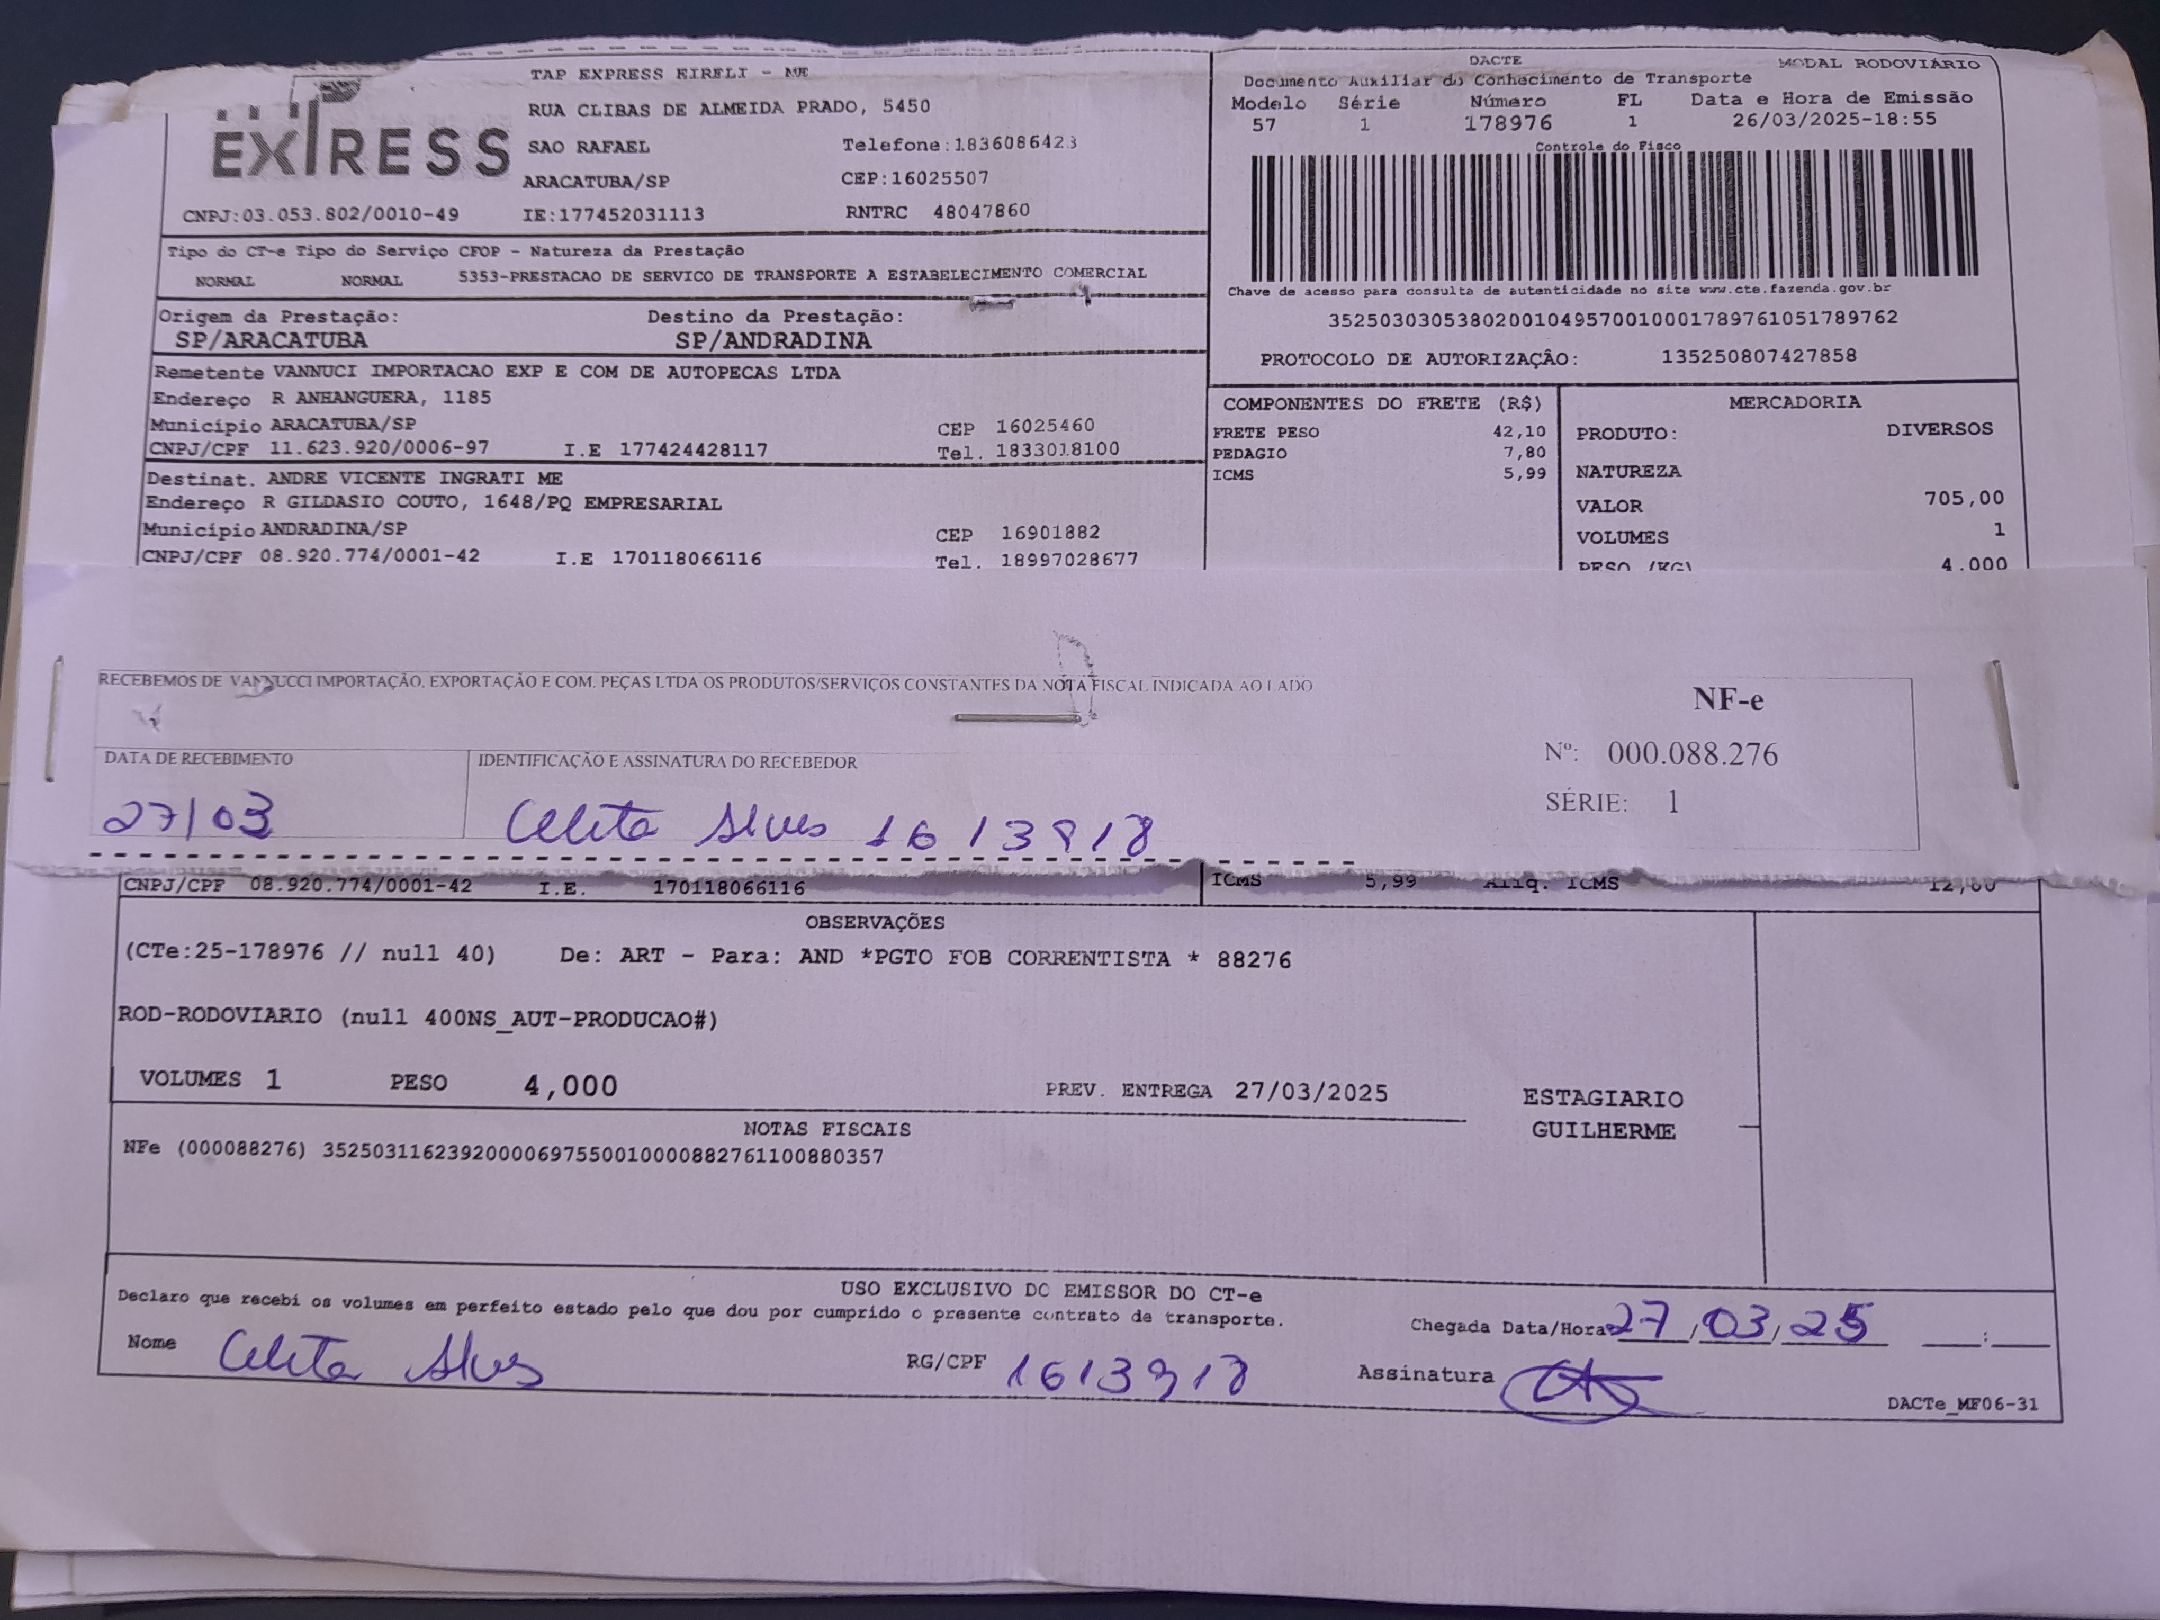 TAP EXPRESS EIRELI - ME
EXPRESS
RUA CLIBAS DE ALMEIDA PRADO, 5450
SAO RAFAEL Telefone:1836086423
ARACATUBA/SP CEP:16025507
CNPJ:03.053.802/0010-49 IE:177452031113 RNTRC 48047860
DACTE MODAL RODOVIÁRIO
Documento Auxiliar do Conhecimento de Transporte
Modelo Série Número FL Data e Hora de Emissão
57 1 178976 1 26/03/2025-18:55
Controle do Fisco
Chave de acesso para consulta de autenticidade no site www.cte.fazenda.gov.br
35250303053802001049570010001789761051789762
PROTOCOLO DE AUTORIZAÇÃO: 135250807427858
Tipo do CT-e Tipo do Serviço CFOP - Natureza da Prestação
NORMAL NORMAL 5353-PRESTACAO DE SERVICO DE TRANSPORTE A ESTABELECIMENTO COMERCIAL
Origem da Prestação: Destino da Prestação:
SP/ARACATUBA SP/ANDRADINA
Remetente VANNUCI IMPORTACAO EXP E COM DE AUTOPECAS LTDA
Endereço R ANHANGUERA, 1185
Município ARACATUBA/SP CEP 16025460
CNPJ/CPF 11.623.920/0006-97 I.E 177424428117 Tel. 1833018100
Destinat. ANDRE VICENTE INGRATI ME
Endereço R GILDASIO COUTO, 1648/PQ EMPRESARIAL
Município ANDRADINA/SP CEP 16901882
CNPJ/CPF 08.920.774/0001-42 I.E 170118066116 Tel. 18997028677
COMPONENTES DO FRETE (R$)
FRETE PESO 42,10
PEDAGIO 7,80
ICMS 5,99
MERCADORIA
PRODUTO: DIVERSOS
NATUREZA
VALOR 705,00
VOLUMES 1
PESO (KG) 4.000
RECEBEMOS DE VANNUCCI IMPORTAÇÃO, EXPORTAÇÃO E COM. PEÇAS LTDA OS PRODUTOS/SERVIÇOS CONSTANTES DA NOTA FISCAL INDICADA AO LADO
DATA DE RECEBIMENTO IDENTIFICAÇÃO E ASSINATURA DO RECEBEDOR
27/03 Celita Alves 1613918
NF-e
Nº: 000.088.276
SÉRIE: 1
CNPJ/CPF 08.920.774/0001-42 I.E. 170118066116 ICMS 5,99 Aliq. ICMS 12,00
OBSERVAÇÕES
(CTe:25-178976 // null 40) De: ART - Para: AND *PGTO FOB CORRENTISTA * 88276
ROD-RODOVIARIO (null 400NS_AUT-PRODUCAO#)
VOLUMES 1 PESO 4,000 PREV. ENTREGA 27/03/2025
ESTAGIARIO
GUILHERME
NOTAS FISCAIS
NFe (000088276) 35250311623920000697550010000882761100880357
USO EXCLUSIVO DO EMISSOR DO CT-e
Declaro que recebi os volumes em perfeito estado pelo que dou por cumprido o presente contrato de transporte.
Nome Celita Alves RG/CPF 1613918
Chegada Data/Hora 27/03/25 __:__
Assinatura
DACTe_MF06-31